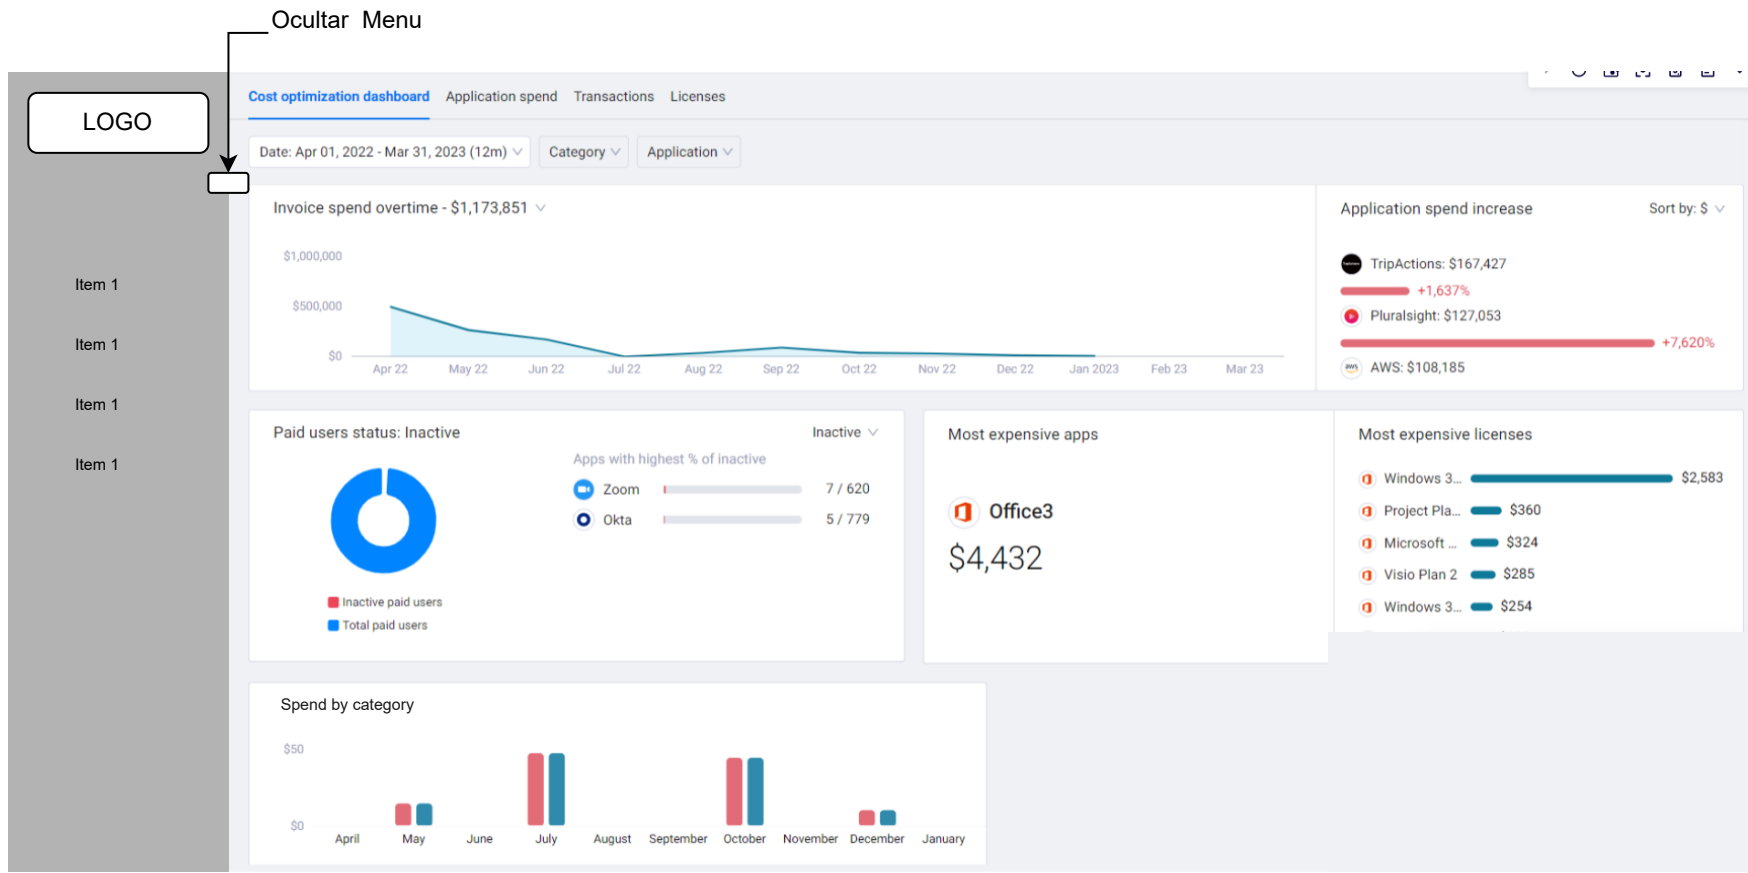 Ocultar Menu
LOGO
Item 1
Item 1
Item 1
Item 1
Cost optimization dashboard Application spend Transactions Licenses
Date: Apr 01, 2022 - Mar 31, 2023 (12m) Category Application
Invoice spend overtime - $1,173,851
$1,000,000
$500,000
$0
Apr 22 May 22 Jun 22 Jul 22 Aug 22 Sep 22 Oct 22 Nov 22 Dec 22 Jan 2023 Feb 23 Mar 23
Application spend increase Sort by: $
TripActions: $167,427
+1,637%
Pluralsight: $127,053
+7,620%
aws AWS: $108,185
Paid users status: Inactive Inactive
Apps with highest % of inactive
Zoom 7 / 620
Okta 5 / 779
Inactive paid users
Total paid users
Most expensive apps
Office3
$4,432
Most expensive licenses
Windows 3... $2,583
Project Pla... $360
Microsoft ... $324
Visio Plan 2 $285
Windows 3... $254
Spend by category
$50
$0
April May June July August September October November December January